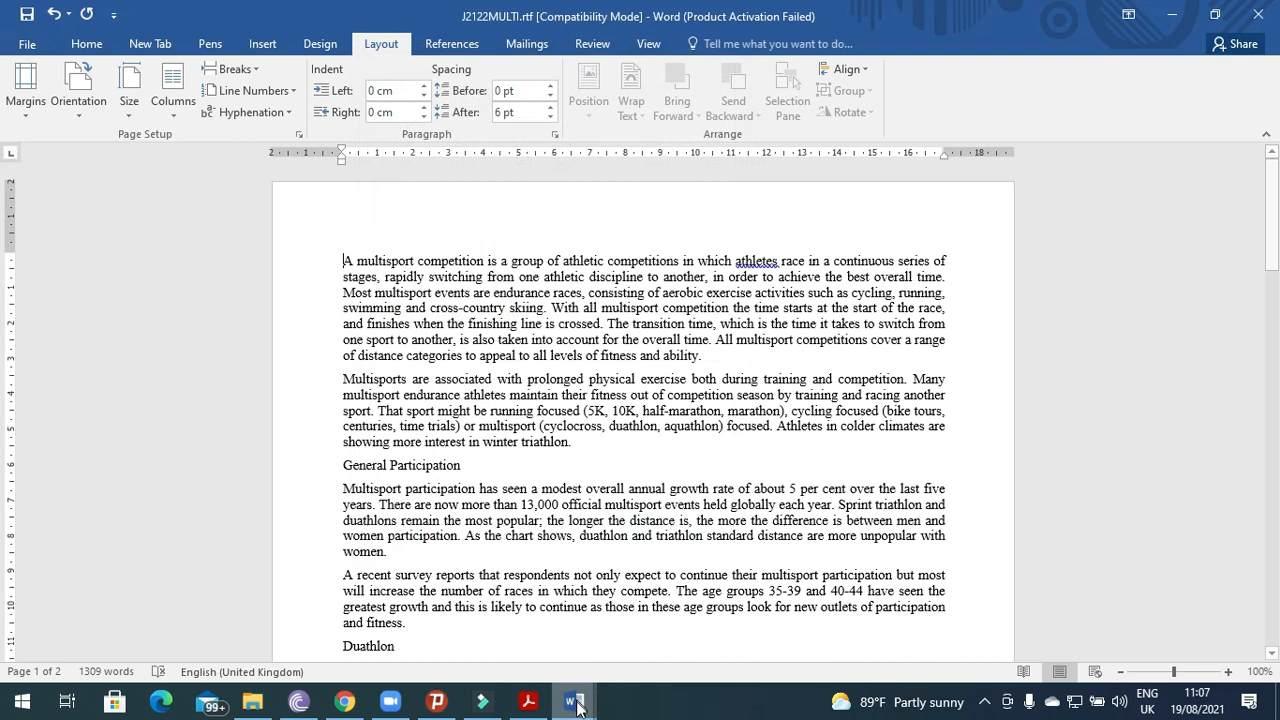 J2122MULTI.rtf [Compatibility Mode] - Word (Product Activation Failed)
File Home New Tab Pens Insert Design Layout References Mailings Review View Tell me what you want to do... Share
Margins Orientation Size Columns
Breaks
Line Numbers
Hyphenation
Page Setup
Indent Spacing
Left: 0 cm Before: 0 pt
Right: 0 cm After: 6 pt
Paragraph
Position Wrap Text Bring Forward Send Backward Selection Pane
Align
Group
Rotate
Arrange
2 1 1 2 3 4 5 6 7 8 9 10 11 12 13 14 15 16 18
A multisport competition is a group of athletic competitions in which athletes race in a continuous series of
stages, rapidly switching from one athletic discipline to another, in order to achieve the best overall time.
Most multisport events are endurance races, consisting of aerobic exercise activities such as cycling, running,
swimming and cross-country skiing. With all multisport competition the time starts at the start of the race,
and finishes when the finishing line is crossed. The transition time, which is the time it takes to switch from
one sport to another, is also taken into account for the overall time. All multisport competitions cover a range
of distance categories to appeal to all levels of fitness and ability.
Multisports are associated with prolonged physical exercise both during training and competition. Many
multisport endurance athletes maintain their fitness out of competition season by training and racing another
sport. That sport might be running focused (5K, 10K, half-marathon, marathon), cycling focused (bike tours,
centuries, time trials) or multisport (cyclocross, duathlon, aquathlon) focused. Athletes in colder climates are
showing more interest in winter triathlon.
General Participation
Multisport participation has seen a modest overall annual growth rate of about 5 per cent over the last five
years. There are now more than 13,000 official multisport events held globally each year. Sprint triathlon and
duathlons remain the most popular; the longer the distance is, the more the difference is between men and
women participation. As the chart shows, duathlon and triathlon standard distance are more unpopular with
women.
A recent survey reports that respondents not only expect to continue their multisport participation but most
will increase the number of races in which they compete. The age groups 35-39 and 40-44 have seen the
greatest growth and this is likely to continue as those in these age groups look for new outlets of participation
and fitness.
Duathlon
Page 1 of 2 1309 words English (United Kingdom) 100%
99+ 89°F Partly sunny ENG 11:07
UK 19/08/2021